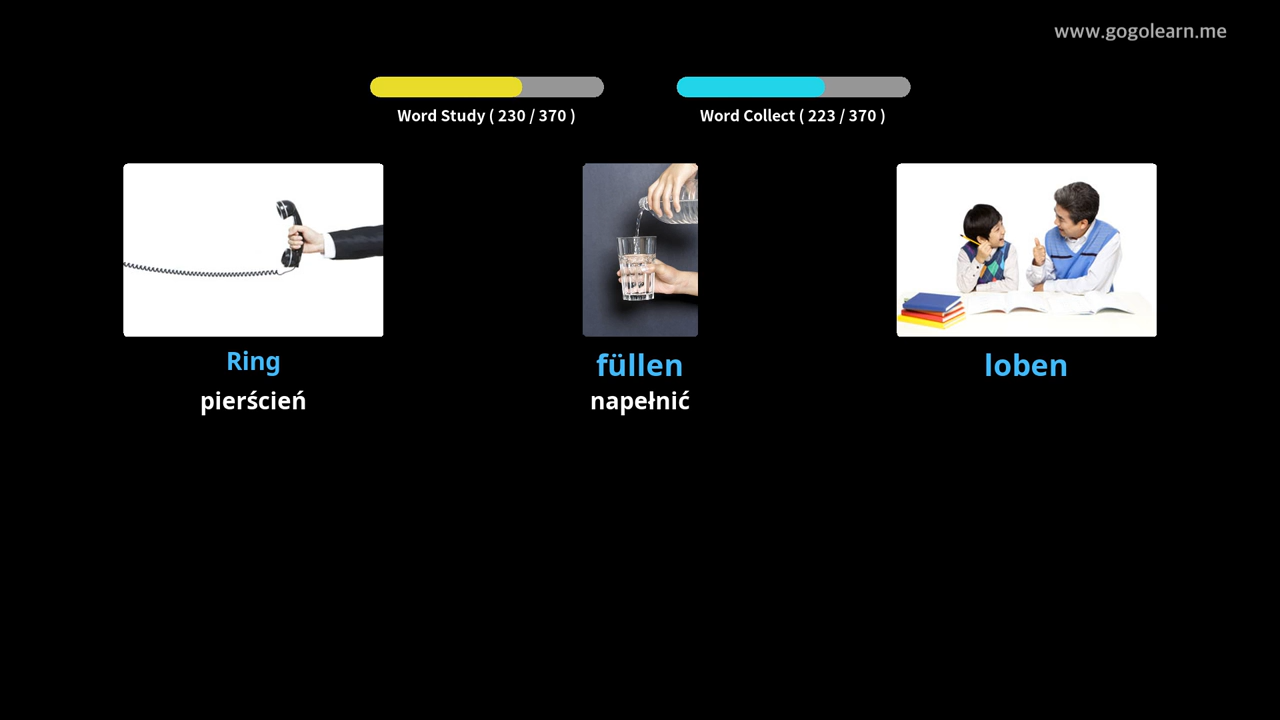 www.gogolearn.me
Word Study ( 230 / 370 )
Word Collect ( 223 / 370 )
Ring
pierścień
füllen
napełnić
loben